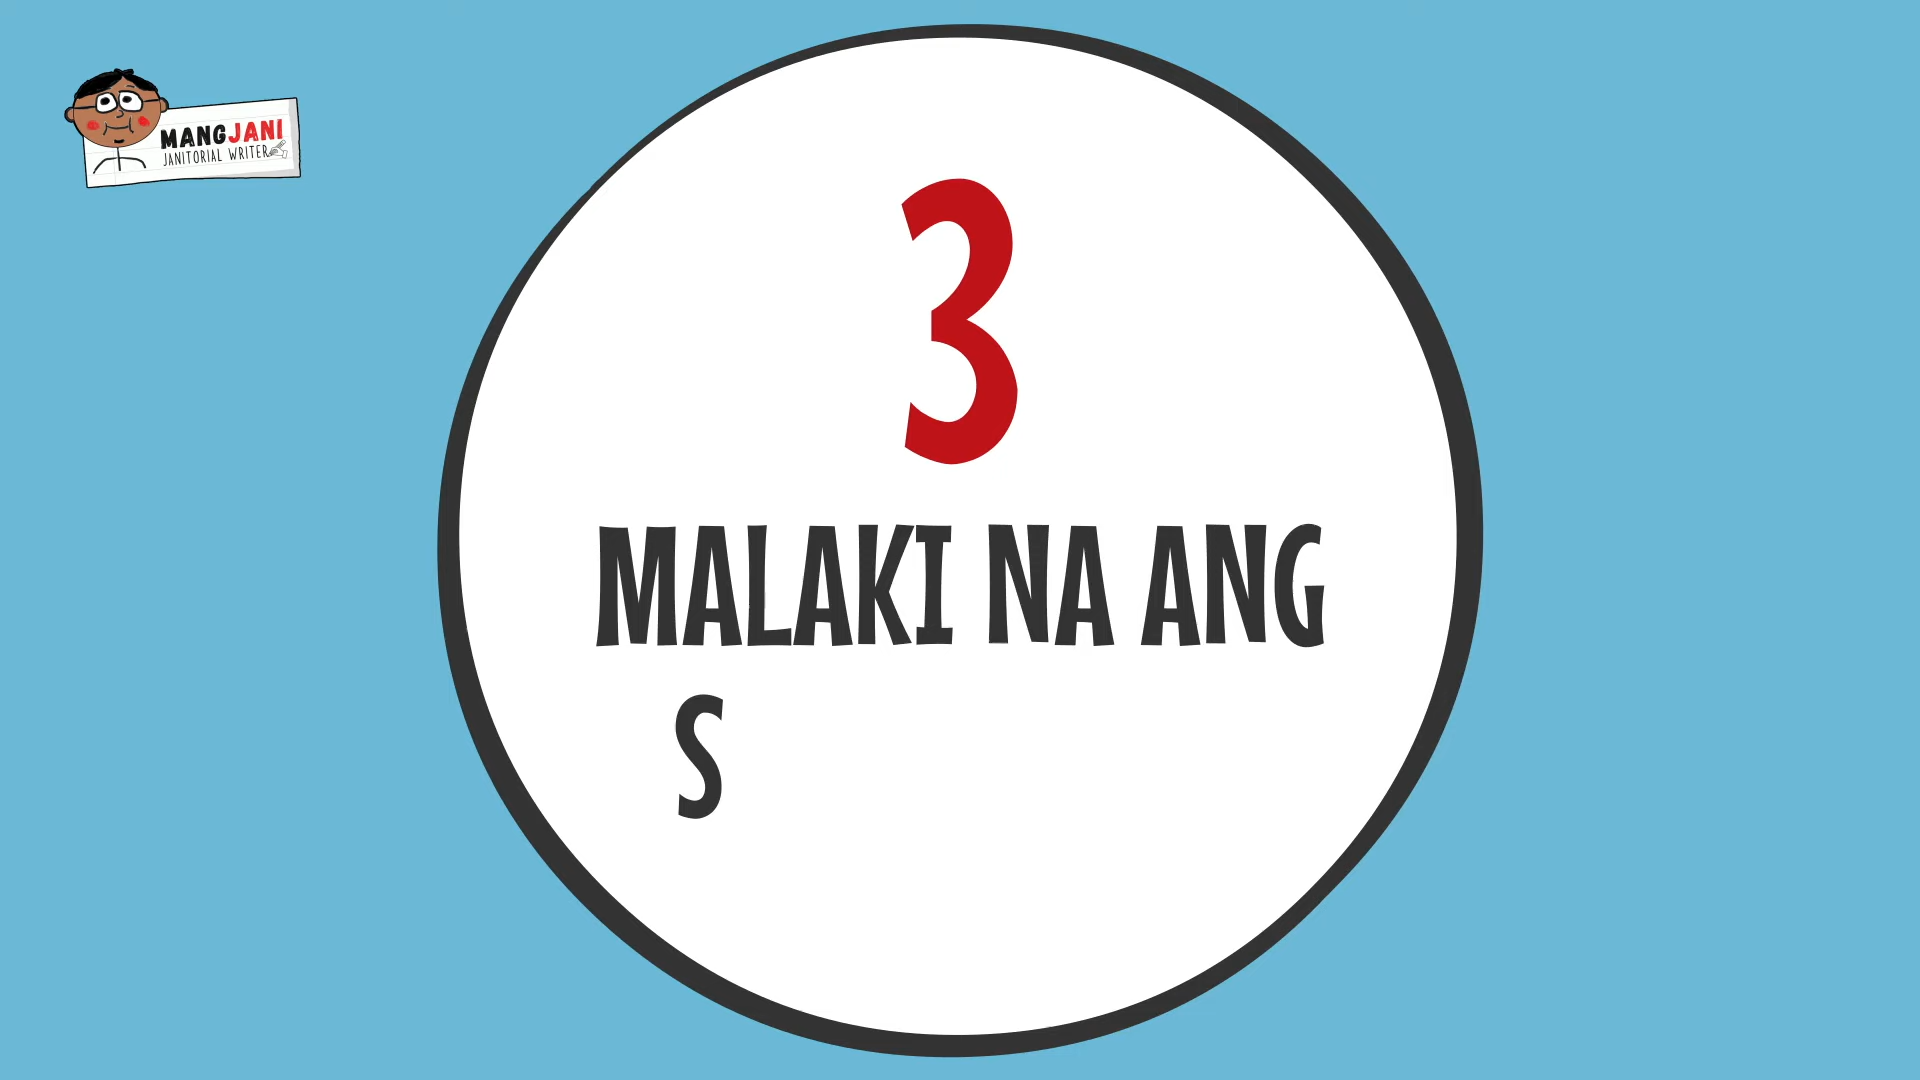 MANGJANI
JANITORIAL WRITER
3
MALAKI NA ANG
S